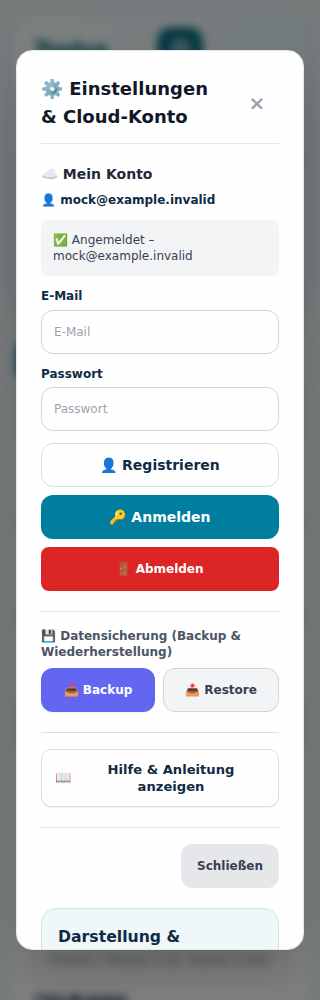 ⚙️ Einstellungen
& Cloud-Konto
×
☁️ Mein Konto
👤 mock@example.invalid
✅ Angemeldet –
mock@example.invalid
E-Mail
E-Mail
Passwort
Passwort
👤 Registrieren
🔑 Anmelden
🚪 Abmelden
💾 Datensicherung (Backup &
Wiederherstellung)
📥 Backup
📤 Restore
📖 Hilfe & Anleitung
anzeigen
Schließen
Darstellung &